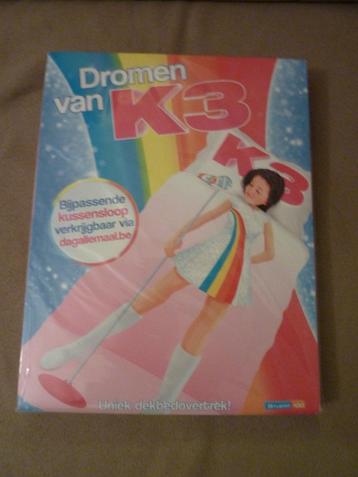 Dromen
van K3
K3
Bijpassende
kussensloop
verkrijgbaar via
dagallemaal.be
Uniek dekbedovertrek!